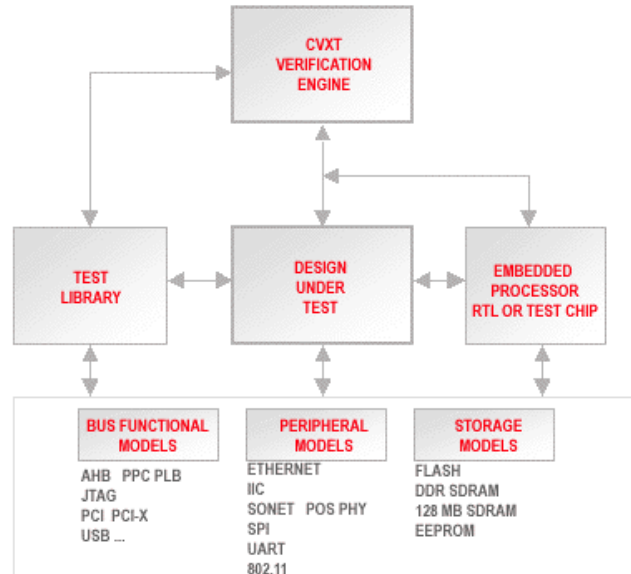 CVXT
VERIFICATION
ENGINE
TEST
LIBRARY
DESIGN
UNDER
TEST
EMBEDDED
PROCESSOR
RTL OR TEST CHIP
BUS FUNCTIONAL
MODELS
AHB PPC PLB
JTAG
PCI PCI-X
USB ...
PERIPHERAL
MODELS
ETHERNET
IIC
SONET POS PHY
SPI
UART
802.11
STORAGE
MODELS
FLASH
DDR SDRAM
128 MB SDRAM
EEPROM